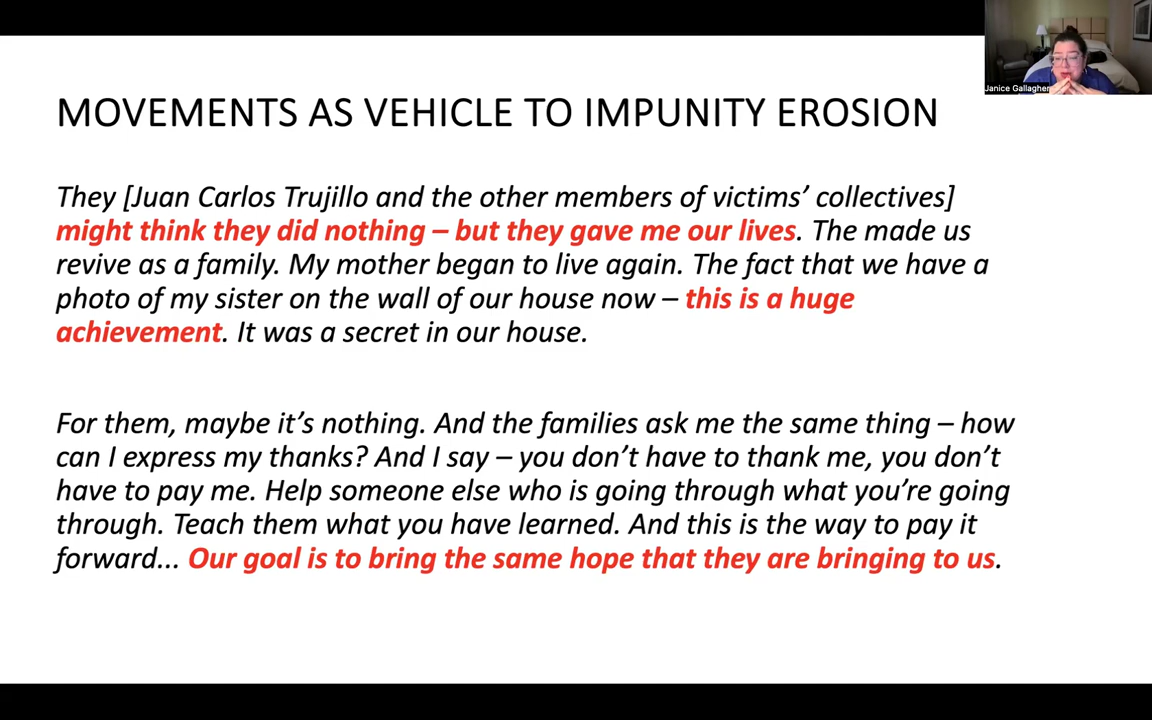 Janice Gallagher
MOVEMENTS AS VEHICLE TO IMPUNITY EROSION
They [Juan Carlos Trujillo and the other members of victims’ collectives]
might think they did nothing – but they gave me our lives. The made us
revive as a family. My mother began to live again. The fact that we have a
photo of my sister on the wall of our house now – this is a huge
achievement. It was a secret in our house.
For them, maybe it’s nothing. And the families ask me the same thing – how
can I express my thanks? And I say – you don’t have to thank me, you don’t
have to pay me. Help someone else who is going through what you’re going
through. Teach them what you have learned. And this is the way to pay it
forward... Our goal is to bring the same hope that they are bringing to us.